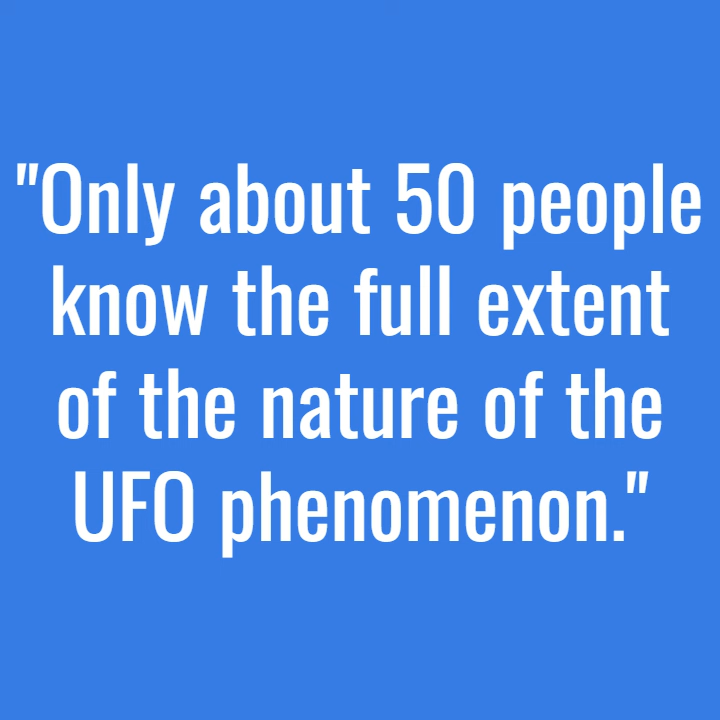 "Only about 50 people
know the full extent
of the nature of the
UFO phenomenon."